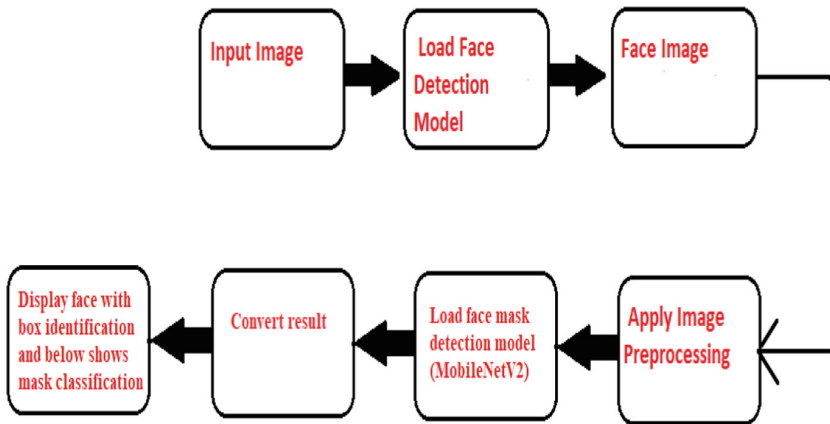 Input Image
Load Face
Detection
Model
Face Image
Apply Image
Preprocessing
Load face mask
detection model
(MobileNetV2)
Convert result
Display face with
box identification
and below shows
mask classification